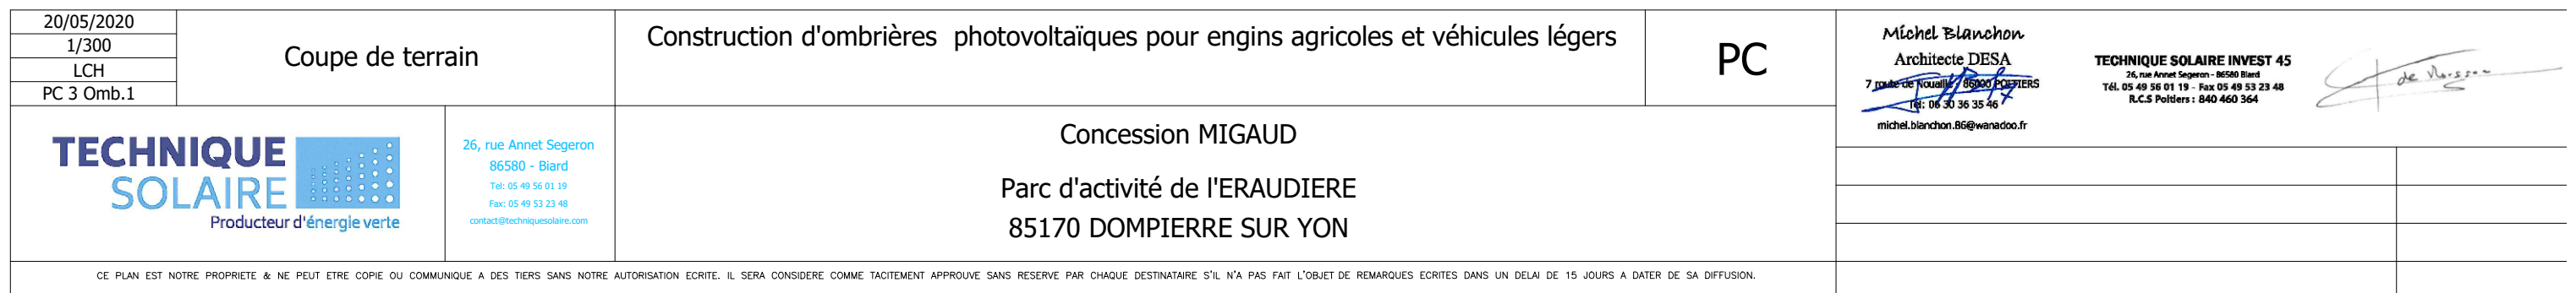 20/05/2020
1/300
LCH
PC 3 Omb.1
Coupe de terrain
Construction d'ombrières photovoltaïques pour engins agricoles et véhicules légers
PC
TECHNIQUE
SOLAIRE
Producteur d'énergie verte
26, rue Annet Segeron
86580 - Biard
Tel: 05 49 56 01 19
Fax: 05 49 53 23 48
contact@techniquesolaire.com
Concession MIGAUD
Parc d'activité de l'ERAUDIERE
85170 DOMPIERRE SUR YON
Michel Blanchon
Architecte DESA
7 route de Nouaillé - 86000 POITIERS
Tél: 06 30 36 35 46
michel.blanchon.86@wanadoo.fr
TECHNIQUE SOLAIRE INVEST 45
26, rue Annet Segeron - 86580 Biard
Tél. 05 49 56 01 19 - Fax 05 49 53 23 48
R.C.S Poitiers : 840 460 364
CE PLAN EST NOTRE PROPRIETE & NE PEUT ETRE COPIE OU COMMUNIQUE A DES TIERS SANS NOTRE AUTORISATION ECRITE. IL SERA CONSIDERE COMME TACITEMENT APPROUVE SANS RESERVE PAR CHAQUE DESTINATAIRE S'IL N'A PAS FAIT L'OBJET DE REMARQUES ECRITES DANS UN DELAI DE 15 JOURS A DATER DE SA DIFFUSION.